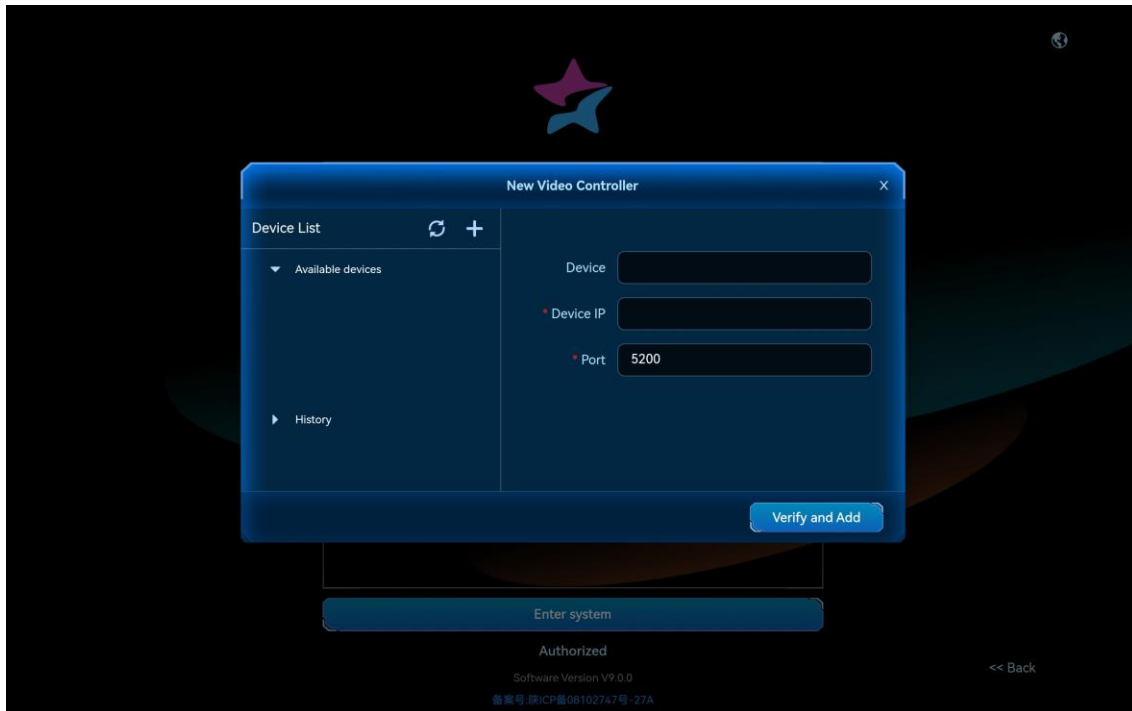 New Video Controller
X
Device List
Available devices
History
Device
* Device IP
* Port 5200
Verify and Add
Enter system
Authorized
<< Back
Software Version V9.0.0
备案号:陕ICP备08102747号-27A